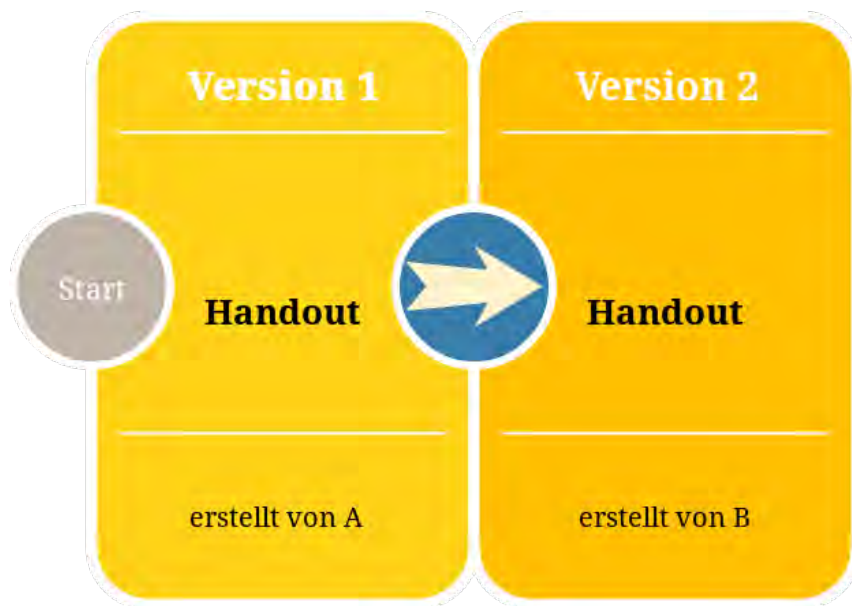 Version 1
Version 2
Start
Handout
Handout
erstellt von A
erstellt von B